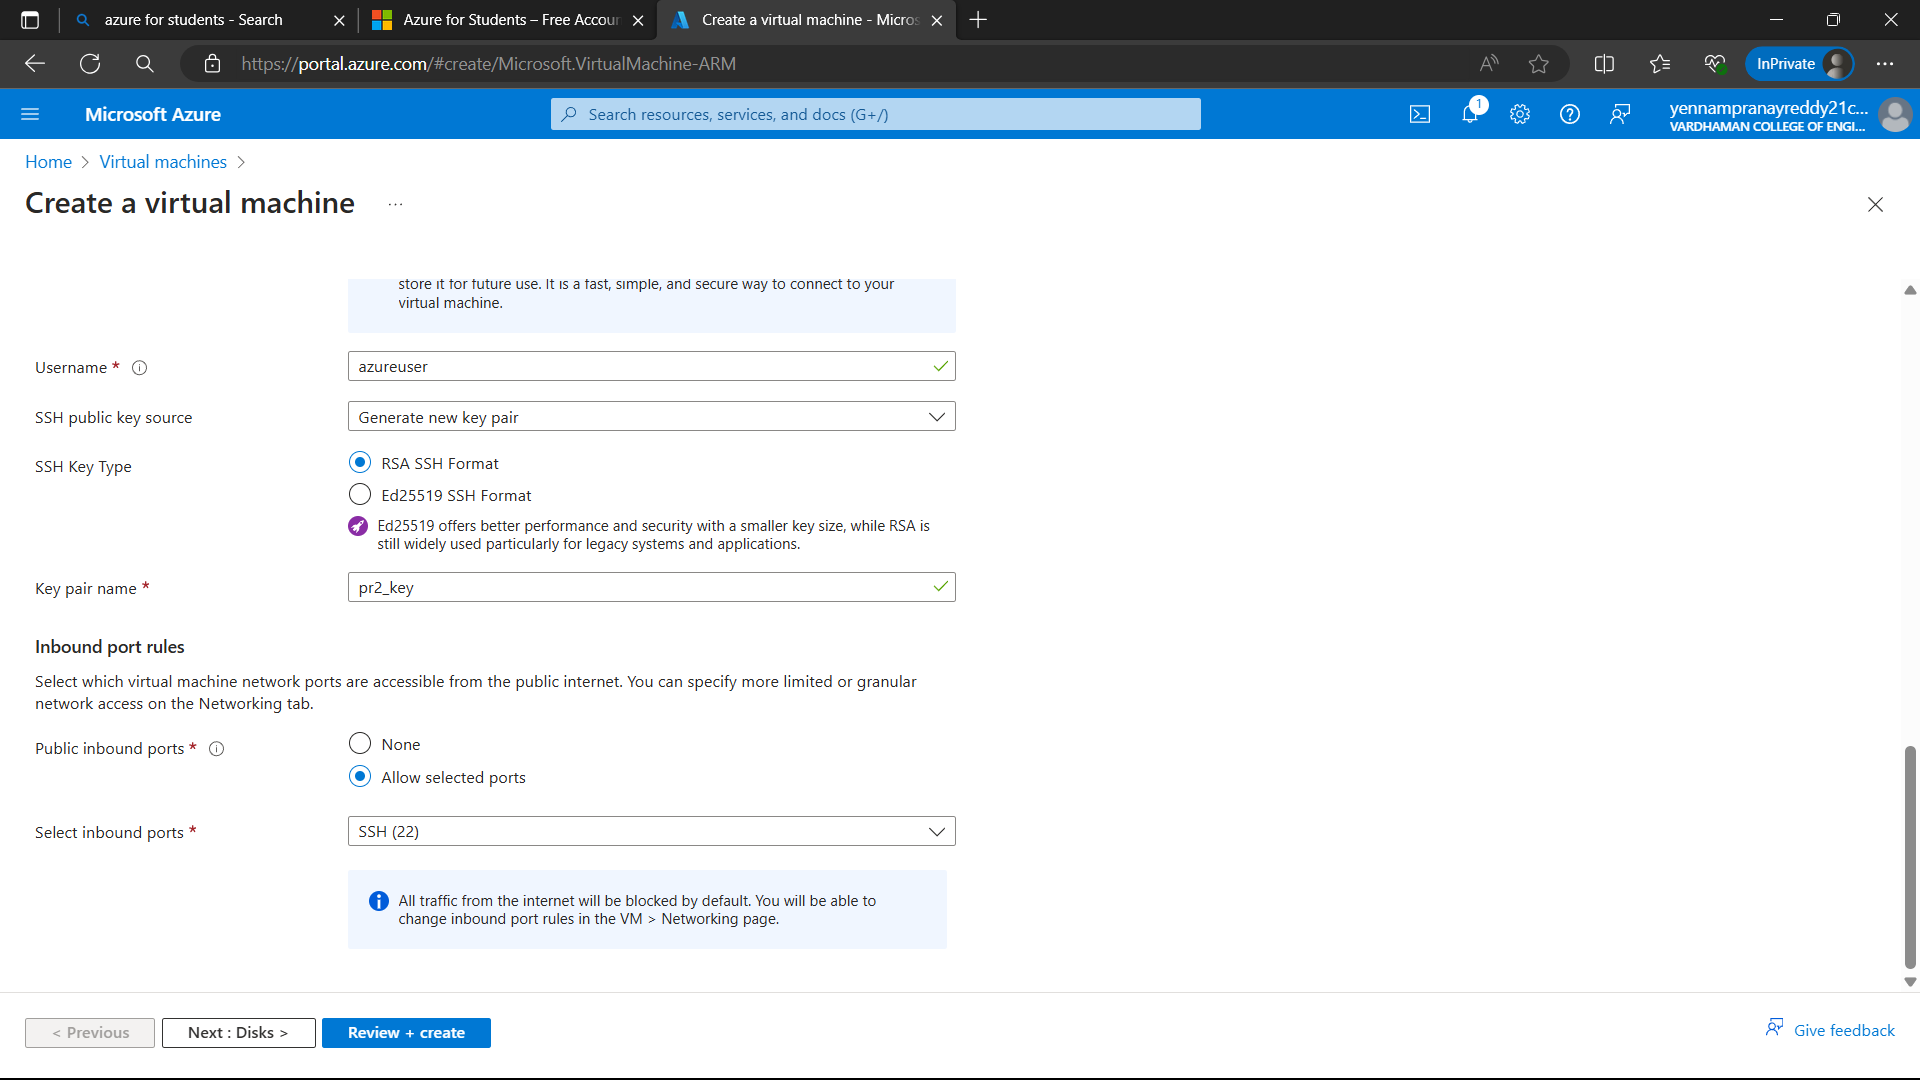 azure for students - Search
Azure for Students – Free Accour
Create a virtual machine - Micros
https://portal.azure.com/#create/Microsoft.VirtualMachine-ARM
InPrivate
Microsoft Azure
Search resources, services, and docs (G+/)
1
yennampranayreddy21c...
VARDHAMAN COLLEGE OF ENGI...
Home > Virtual machines >
Create a virtual machine ...
store it for future use. It is a fast, simple, and secure way to connect to your
virtual machine.
Username *
azureuser
SSH public key source
Generate new key pair
SSH Key Type
RSA SSH Format
Ed25519 SSH Format
Ed25519 offers better performance and security with a smaller key size, while RSA is
still widely used particularly for legacy systems and applications.
Key pair name *
pr2_key
Inbound port rules
Select which virtual machine network ports are accessible from the public internet. You can specify more limited or granular
network access on the Networking tab.
Public inbound ports *
None
Allow selected ports
Select inbound ports *
SSH (22)
All traffic from the internet will be blocked by default. You will be able to
change inbound port rules in the VM > Networking page.
< Previous
Next : Disks >
Review + create
Give feedback